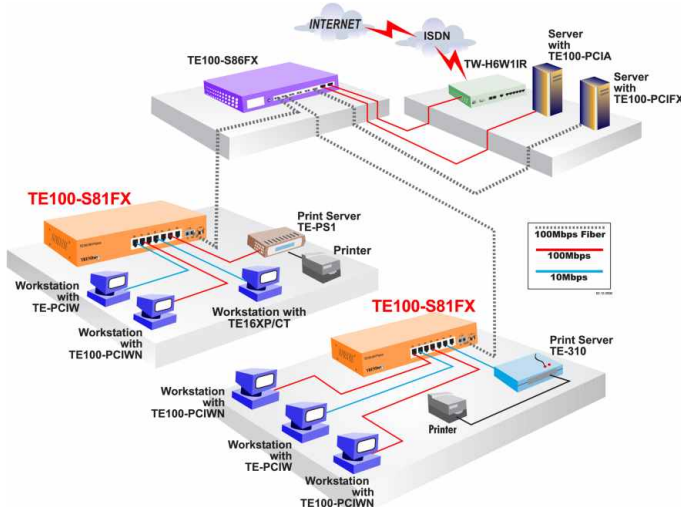 INTERNET
ISDN
TE100-S86FX
TW-H6W1IR
Server
with
TE100-PCIA
Server
with
TE100-PCIFX
TE100-S81FX
Print Server
TE-PS1
Printer
Workstation
with
TE-PCIW
Workstation
with
TE100-PCIWN
Workstation with
TE16XP/CT
100Mbps Fiber
100Mbps
10Mbps
TE100-S81FX
Print Server
TE-310
Workstation
with
TE100-PCIWN
Workstation
with
TE-PCIW
Printer
Workstation
with
TE100-PCIWN